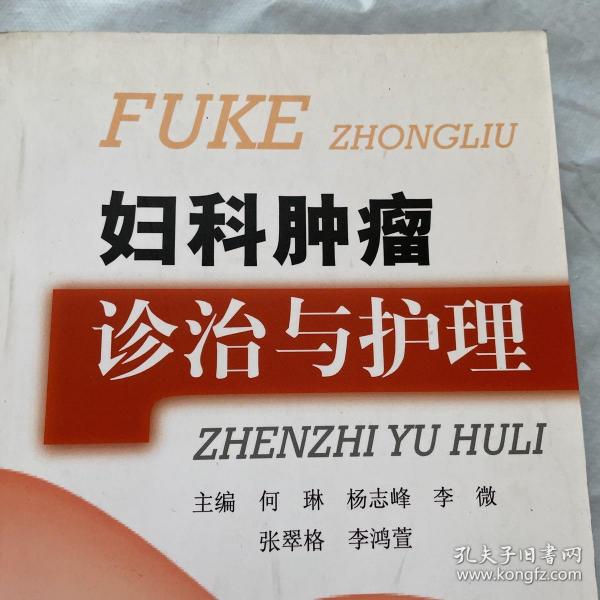 FUKE ZHONGLIU
妇科肿瘤
诊治与护理
ZHENZHI YU HULI
主编 何 琳 杨志峰 李 微
张翠格 李鸿萱
孔夫子旧书网
www.kongfz.com